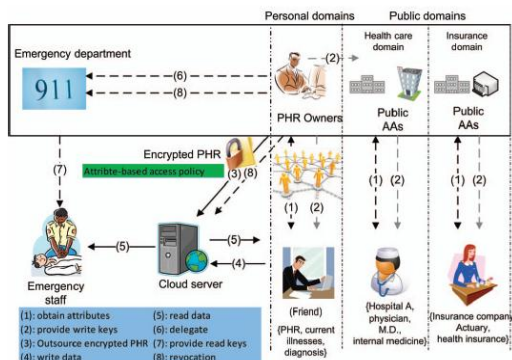 Personal domains
Public domains
Emergency department
Health care
domain
Insurance
domain
911
(6)
(8)
(2)
PHR Owners
Public
AAs
Public
AAs
Encrypted PHR
Attribte-based access policy
(7)
(3)
(8)
(1)
(2)
(1)
(2)
(1)
(2)
(5)
(5)
(4)
Emergency
staff
Cloud server
(Friend)
{PHR, current
illnesses,
diagnosis}
{Hospital A,
physician,
M.D.,
internal medicine}
{Insurance company,
Actuary,
health insurance}
(1): obtain attributes
(5): read data
(2): provide write keys
(6): delegate
(3): Outsource encrypted PHR
(7): provide read keys
(4): write data
(8): revocation